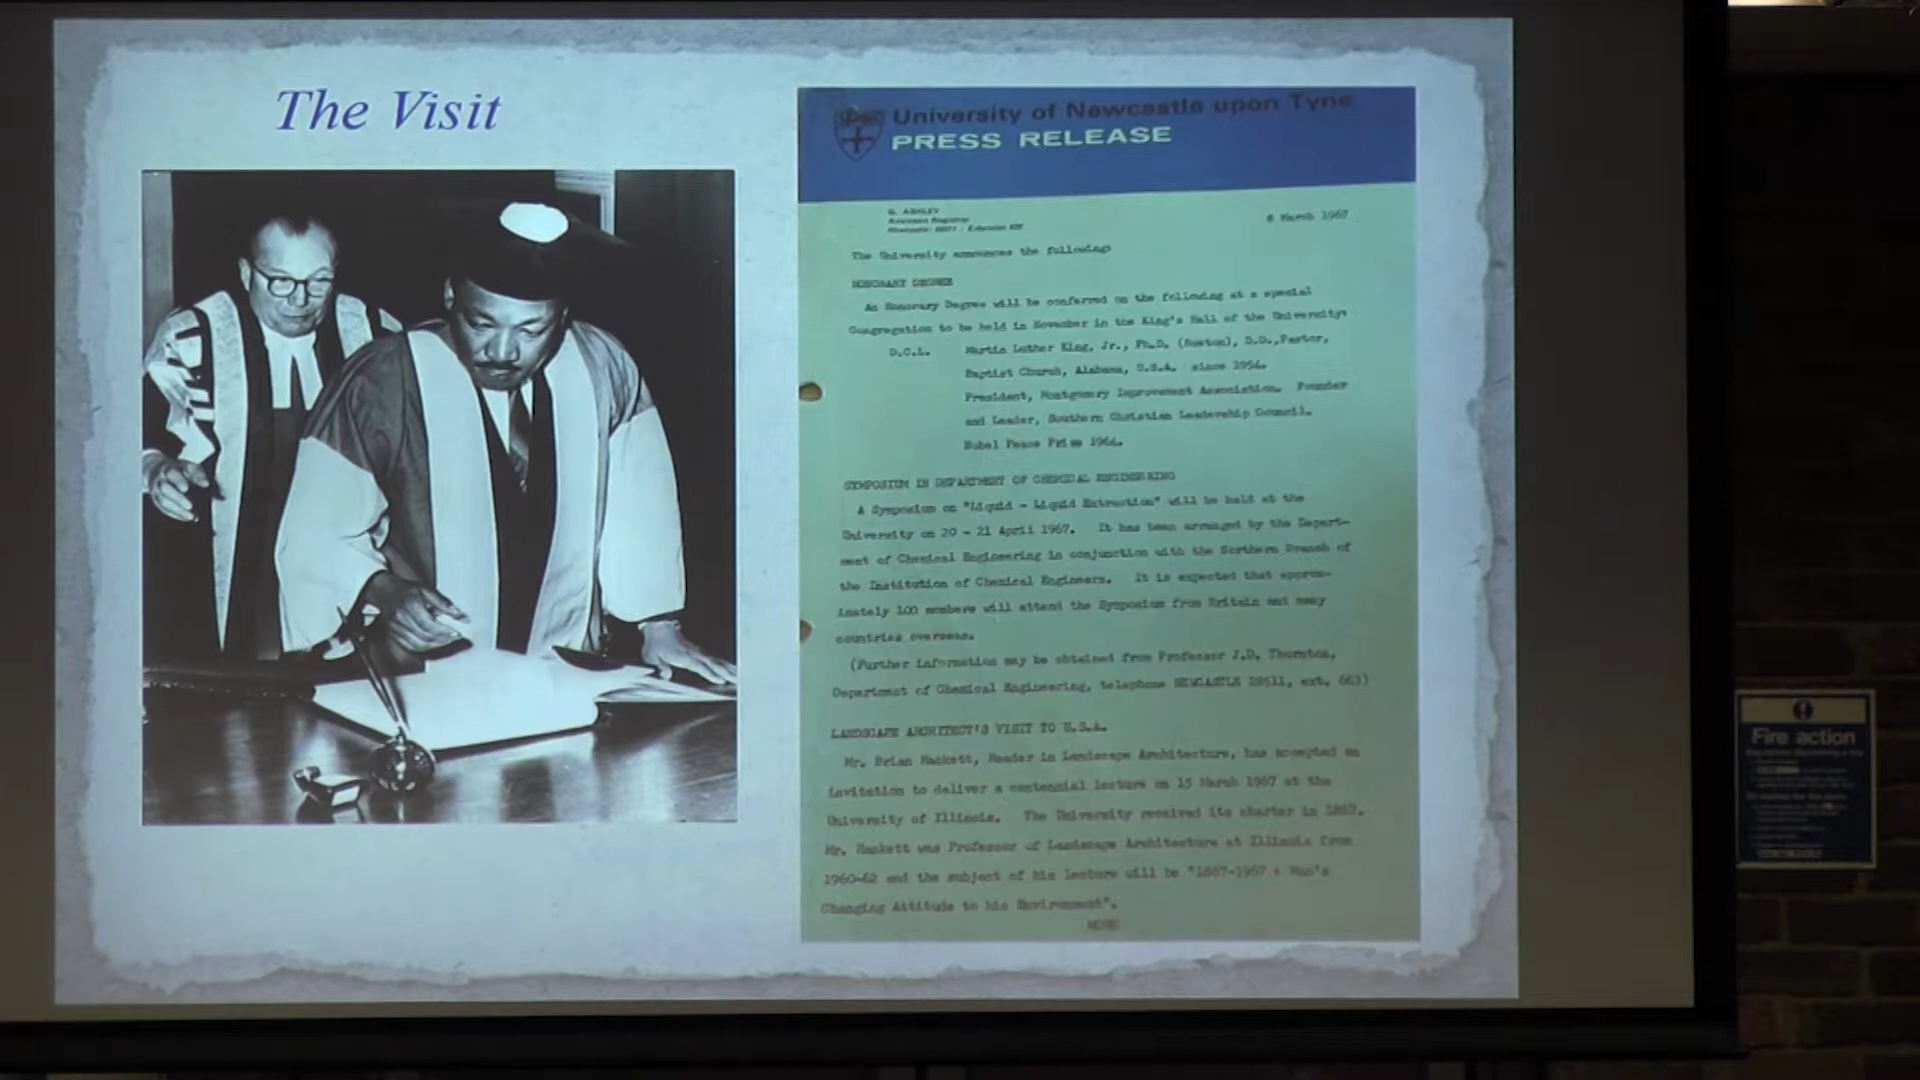 The Visit
University of Newcastle upon Tyne
PRESS RELEASE
G. ASHLEY
Assistant Registrar
8 March 1967
The University announces the following:
HONORARY DEGREE
An Honorary Degree will be conferred on the following at a special
Congregation to be held in November in the King's Hall of the University:
D.C.L. Martin Luther King, Jr., Ph.D. (Boston), D.D., Pastor,
Baptist Church, Alabama, U.S.A. since 1954.
President, Montgomery Improvement Association. Founder
and Leader, Southern Christian Leadership Council.
Nobel Peace Prize 1964.
SYMPOSIUM IN DEPARTMENT OF CHEMICAL ENGINEERING
A Symposium on "Liquid - Liquid Extraction" will be held at the
University on 20 - 21 April 1967. It has been arranged by the Depart-
ment of Chemical Engineering in conjunction with the Northern Branch of
the Institution of Chemical Engineers. It is expected that approx-
imately 100 members will attend the Symposium from Britain and many
countries overseas.
(Further information may be obtained from Professor J.D. Thornton,
Department of Chemical Engineering, telephone NEWCASTLE 28511, ext. 663)
LANDSCAPE ARCHITECT'S VISIT TO U.S.A.
Mr. Brian Hackett, Reader in Landscape Architecture, has accepted an
invitation to deliver a centennial lecture on 15 March 1967 at the
University of Illinois. The University received its charter in 1867.
Mr. Hackett was Professor of Landscape Architecture at Illinois from
1960-62 and the subject of his lecture will be "1867-1967 : Man's
Changing Attitude to his Environment".
Fire action